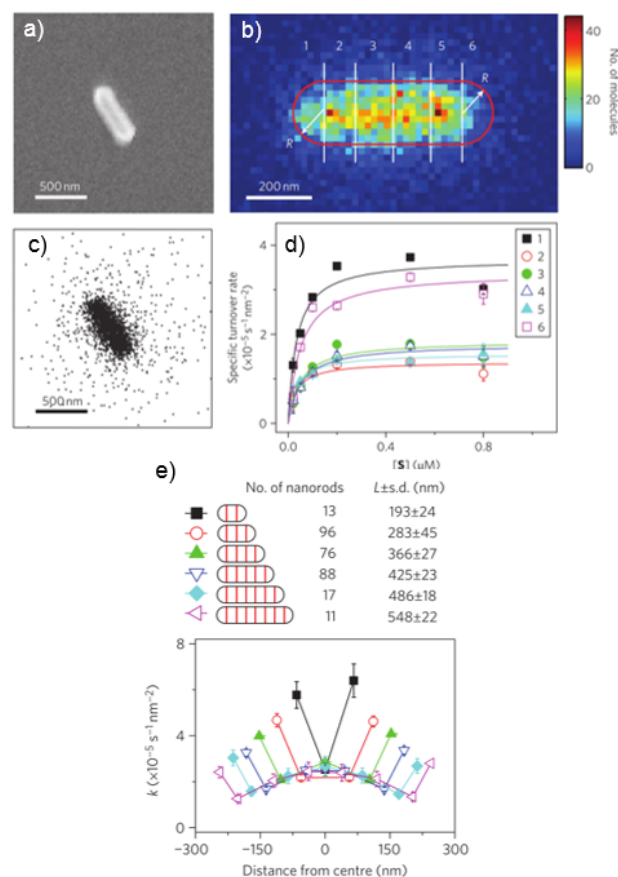 a)
500 nm
b)
1 2 3 4 5 6
R
R
200 nm
40
20
0
No. of molecules
c)
500 nm
d)
4
2
0
Specific turnover rate
(×10⁻⁵ s⁻¹ nm⁻²)
0.0 0.4 0.8
[S] (μM)
1
2
3
4
5
6
e)
No. of nanorods L±s.d. (nm)
13 193±24
96 283±45
76 366±27
88 425±23
17 486±18
11 548±22
8
4
0
k (×10⁻⁵ s⁻¹ nm⁻²)
−300 −150 0 150 300
Distance from centre (nm)